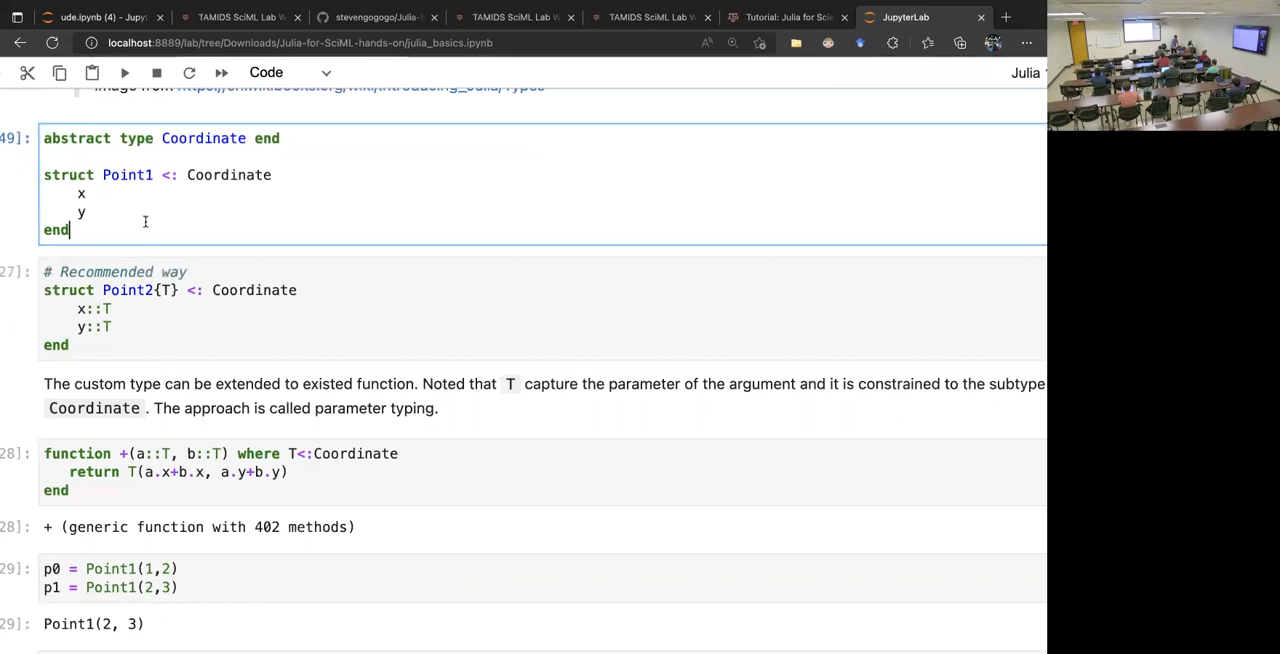 ude.ipynb (4) - Jupyt
TAMIDS SciML Lab W
stevengogogo/Julia-
TAMIDS SciML Lab W
TAMIDS SciML Lab W
Tutorial: Julia for Scie
JupyterLab
localhost:8889/lab/tree/Downloads/Julia-for-SciML-hands-on/julia_basics.ipynb
Code
Julia
49]: abstract type Coordinate end
struct Point1 <: Coordinate
x
y
end
27]: # Recommended way
struct Point2{T} <: Coordinate
x::T
y::T
end
The custom type can be extended to existed function. Noted that T capture the parameter of the argument and it is constrained to the subtype
Coordinate . The approach is called parameter typing.
28]: function +(a::T, b::T) where T<:Coordinate
return T(a.x+b.x, a.y+b.y)
end
28]: + (generic function with 402 methods)
29]: p0 = Point1(1,2)
p1 = Point1(2,3)
29]: Point1(2, 3)